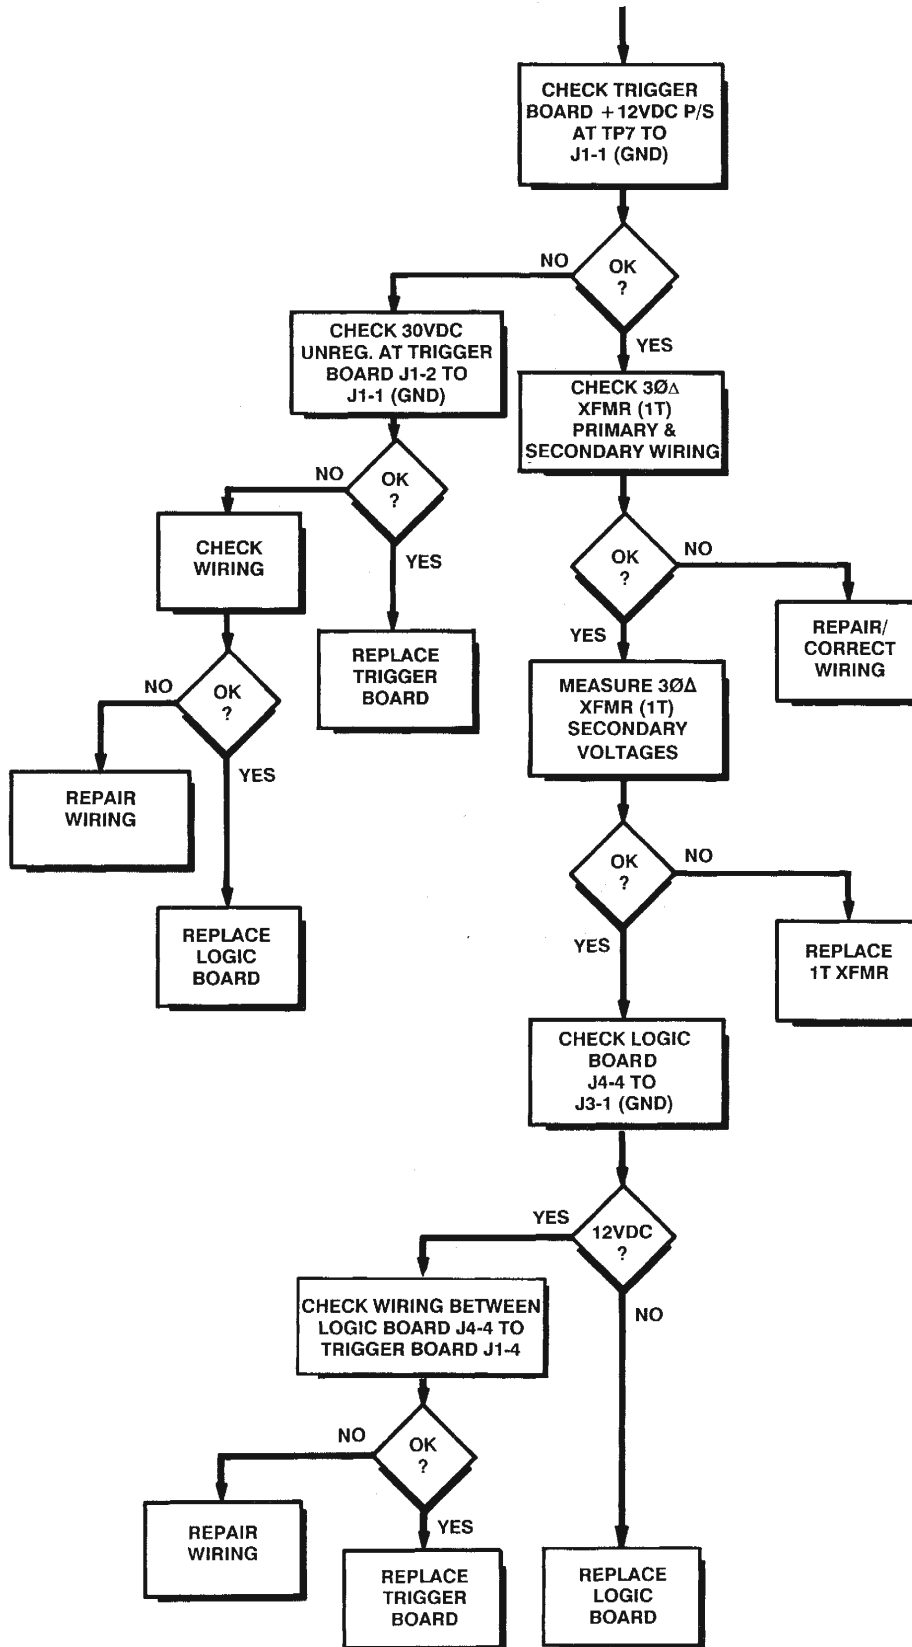 CHECK TRIGGER
BOARD +12VDC P/S
AT TP7 TO
J1-1 (GND)
OK
?
NO
YES
CHECK 30VDC
UNREG. AT TRIGGER
BOARD J1-2 TO
J1-1 (GND)
CHECK 3Ø∆
XFMR (1T)
PRIMARY &
SECONDARY WIRING
OK
?
NO
YES
CHECK
WIRING
REPLACE
TRIGGER
BOARD
OK
?
NO
YES
REPAIR/
CORRECT
WIRING
OK
?
NO
YES
REPAIR
WIRING
REPLACE
LOGIC
BOARD
MEASURE 3Ø∆
XFMR (1T)
SECONDARY
VOLTAGES
OK
?
NO
YES
REPLACE
1T XFMR
CHECK LOGIC
BOARD
J4-4 TO
J3-1 (GND)
12VDC
?
YES
NO
CHECK WIRING BETWEEN
LOGIC BOARD J4-4 TO
TRIGGER BOARD J1-4
OK
?
NO
YES
REPAIR
WIRING
REPLACE
TRIGGER
BOARD
REPLACE
LOGIC
BOARD